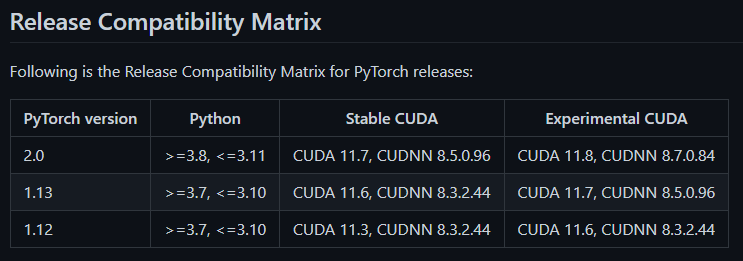 Release Compatibility Matrix
Following is the Release Compatibility Matrix for PyTorch releases:
PyTorch version Python Stable CUDA Experimental CUDA
2.0 >=3.8, <=3.11 CUDA 11.7, CUDNN 8.5.0.96 CUDA 11.8, CUDNN 8.7.0.84
1.13 >=3.7, <=3.10 CUDA 11.6, CUDNN 8.3.2.44 CUDA 11.7, CUDNN 8.5.0.96
1.12 >=3.7, <=3.10 CUDA 11.3, CUDNN 8.3.2.44 CUDA 11.6, CUDNN 8.3.2.44